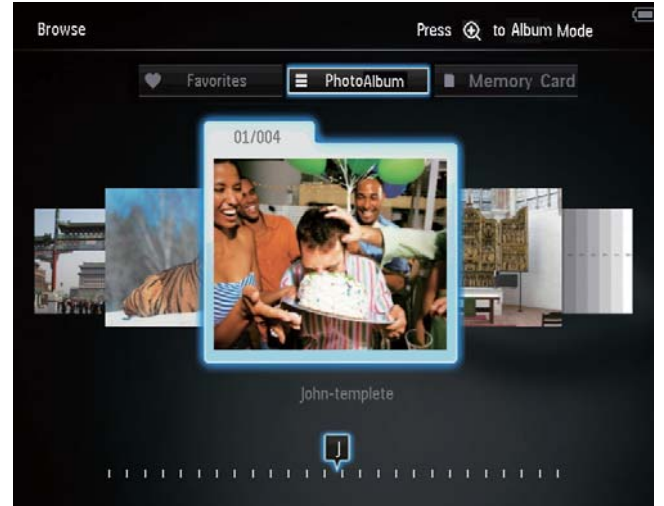 Browse
Press to Album Mode
Favorites
PhotoAlbum
Memory Card
01/004
John-templete
J